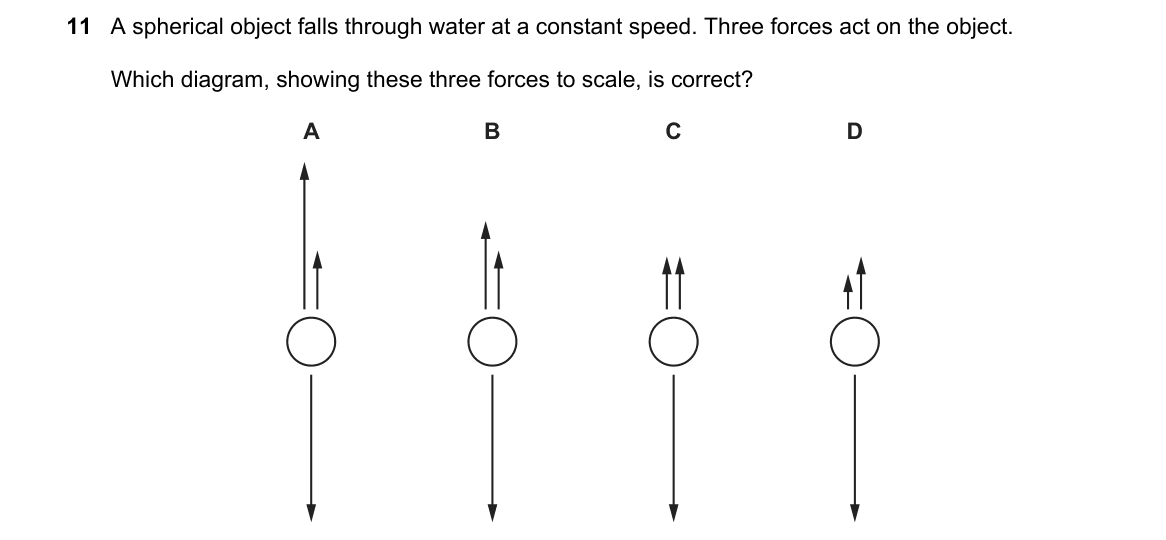 11 A spherical object falls through water at a constant speed. Three forces act on the object.
Which diagram, showing these three forces to scale, is correct?
A B C D